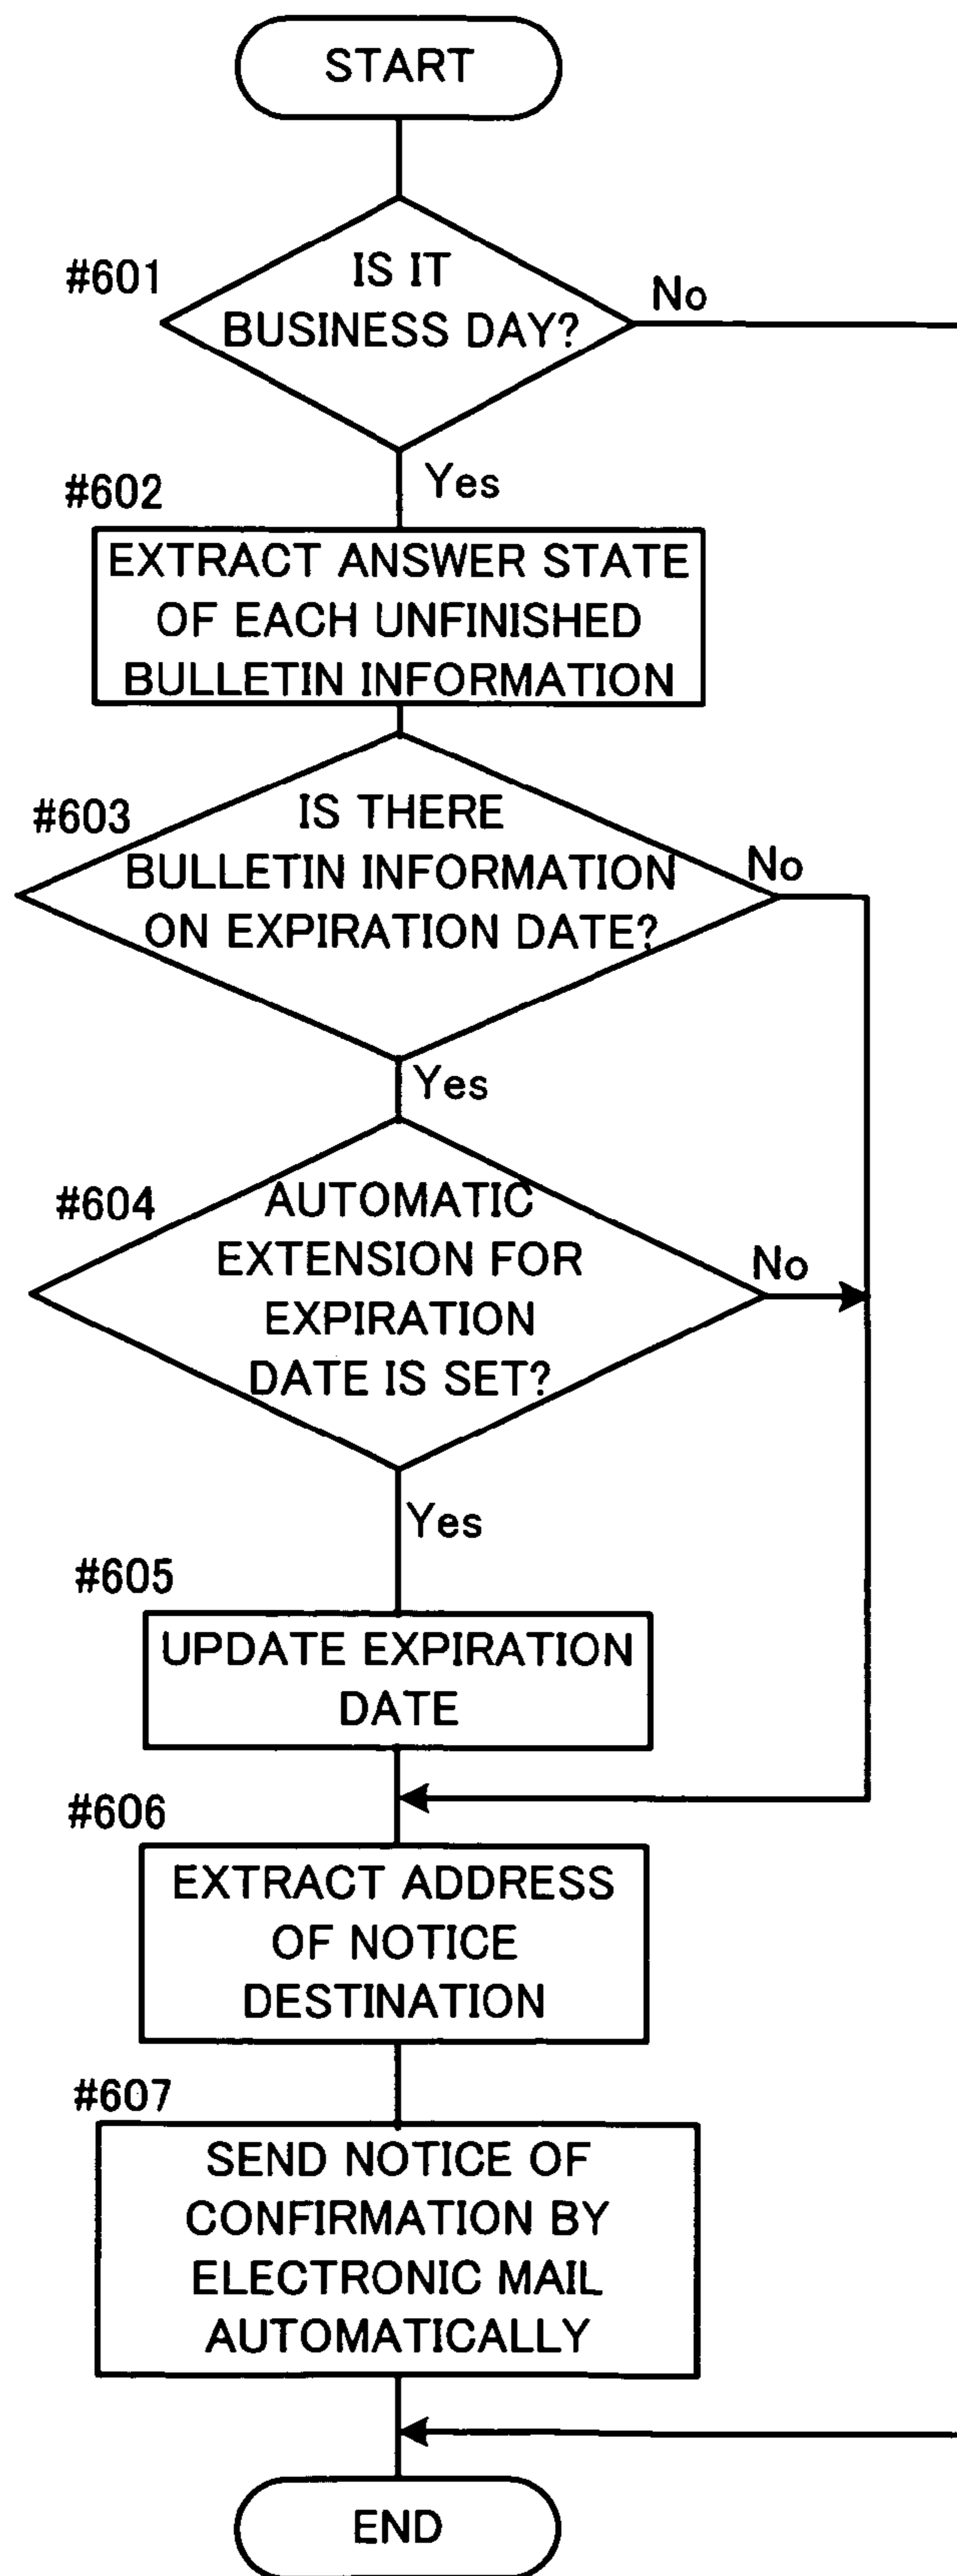 START
#601
IS IT
BUSINESS DAY?
No
Yes
#602
EXTRACT ANSWER STATE
OF EACH UNFINISHED
BULLETIN INFORMATION
#603
IS THERE
BULLETIN INFORMATION
ON EXPIRATION DATE?
No
Yes
#604
AUTOMATIC
EXTENSION FOR
EXPIRATION
DATE IS SET?
No
Yes
#605
UPDATE EXPIRATION
DATE
#606
EXTRACT ADDRESS
OF NOTICE
DESTINATION
#607
SEND NOTICE OF
CONFIRMATION BY
ELECTRONIC MAIL
AUTOMATICALLY
END